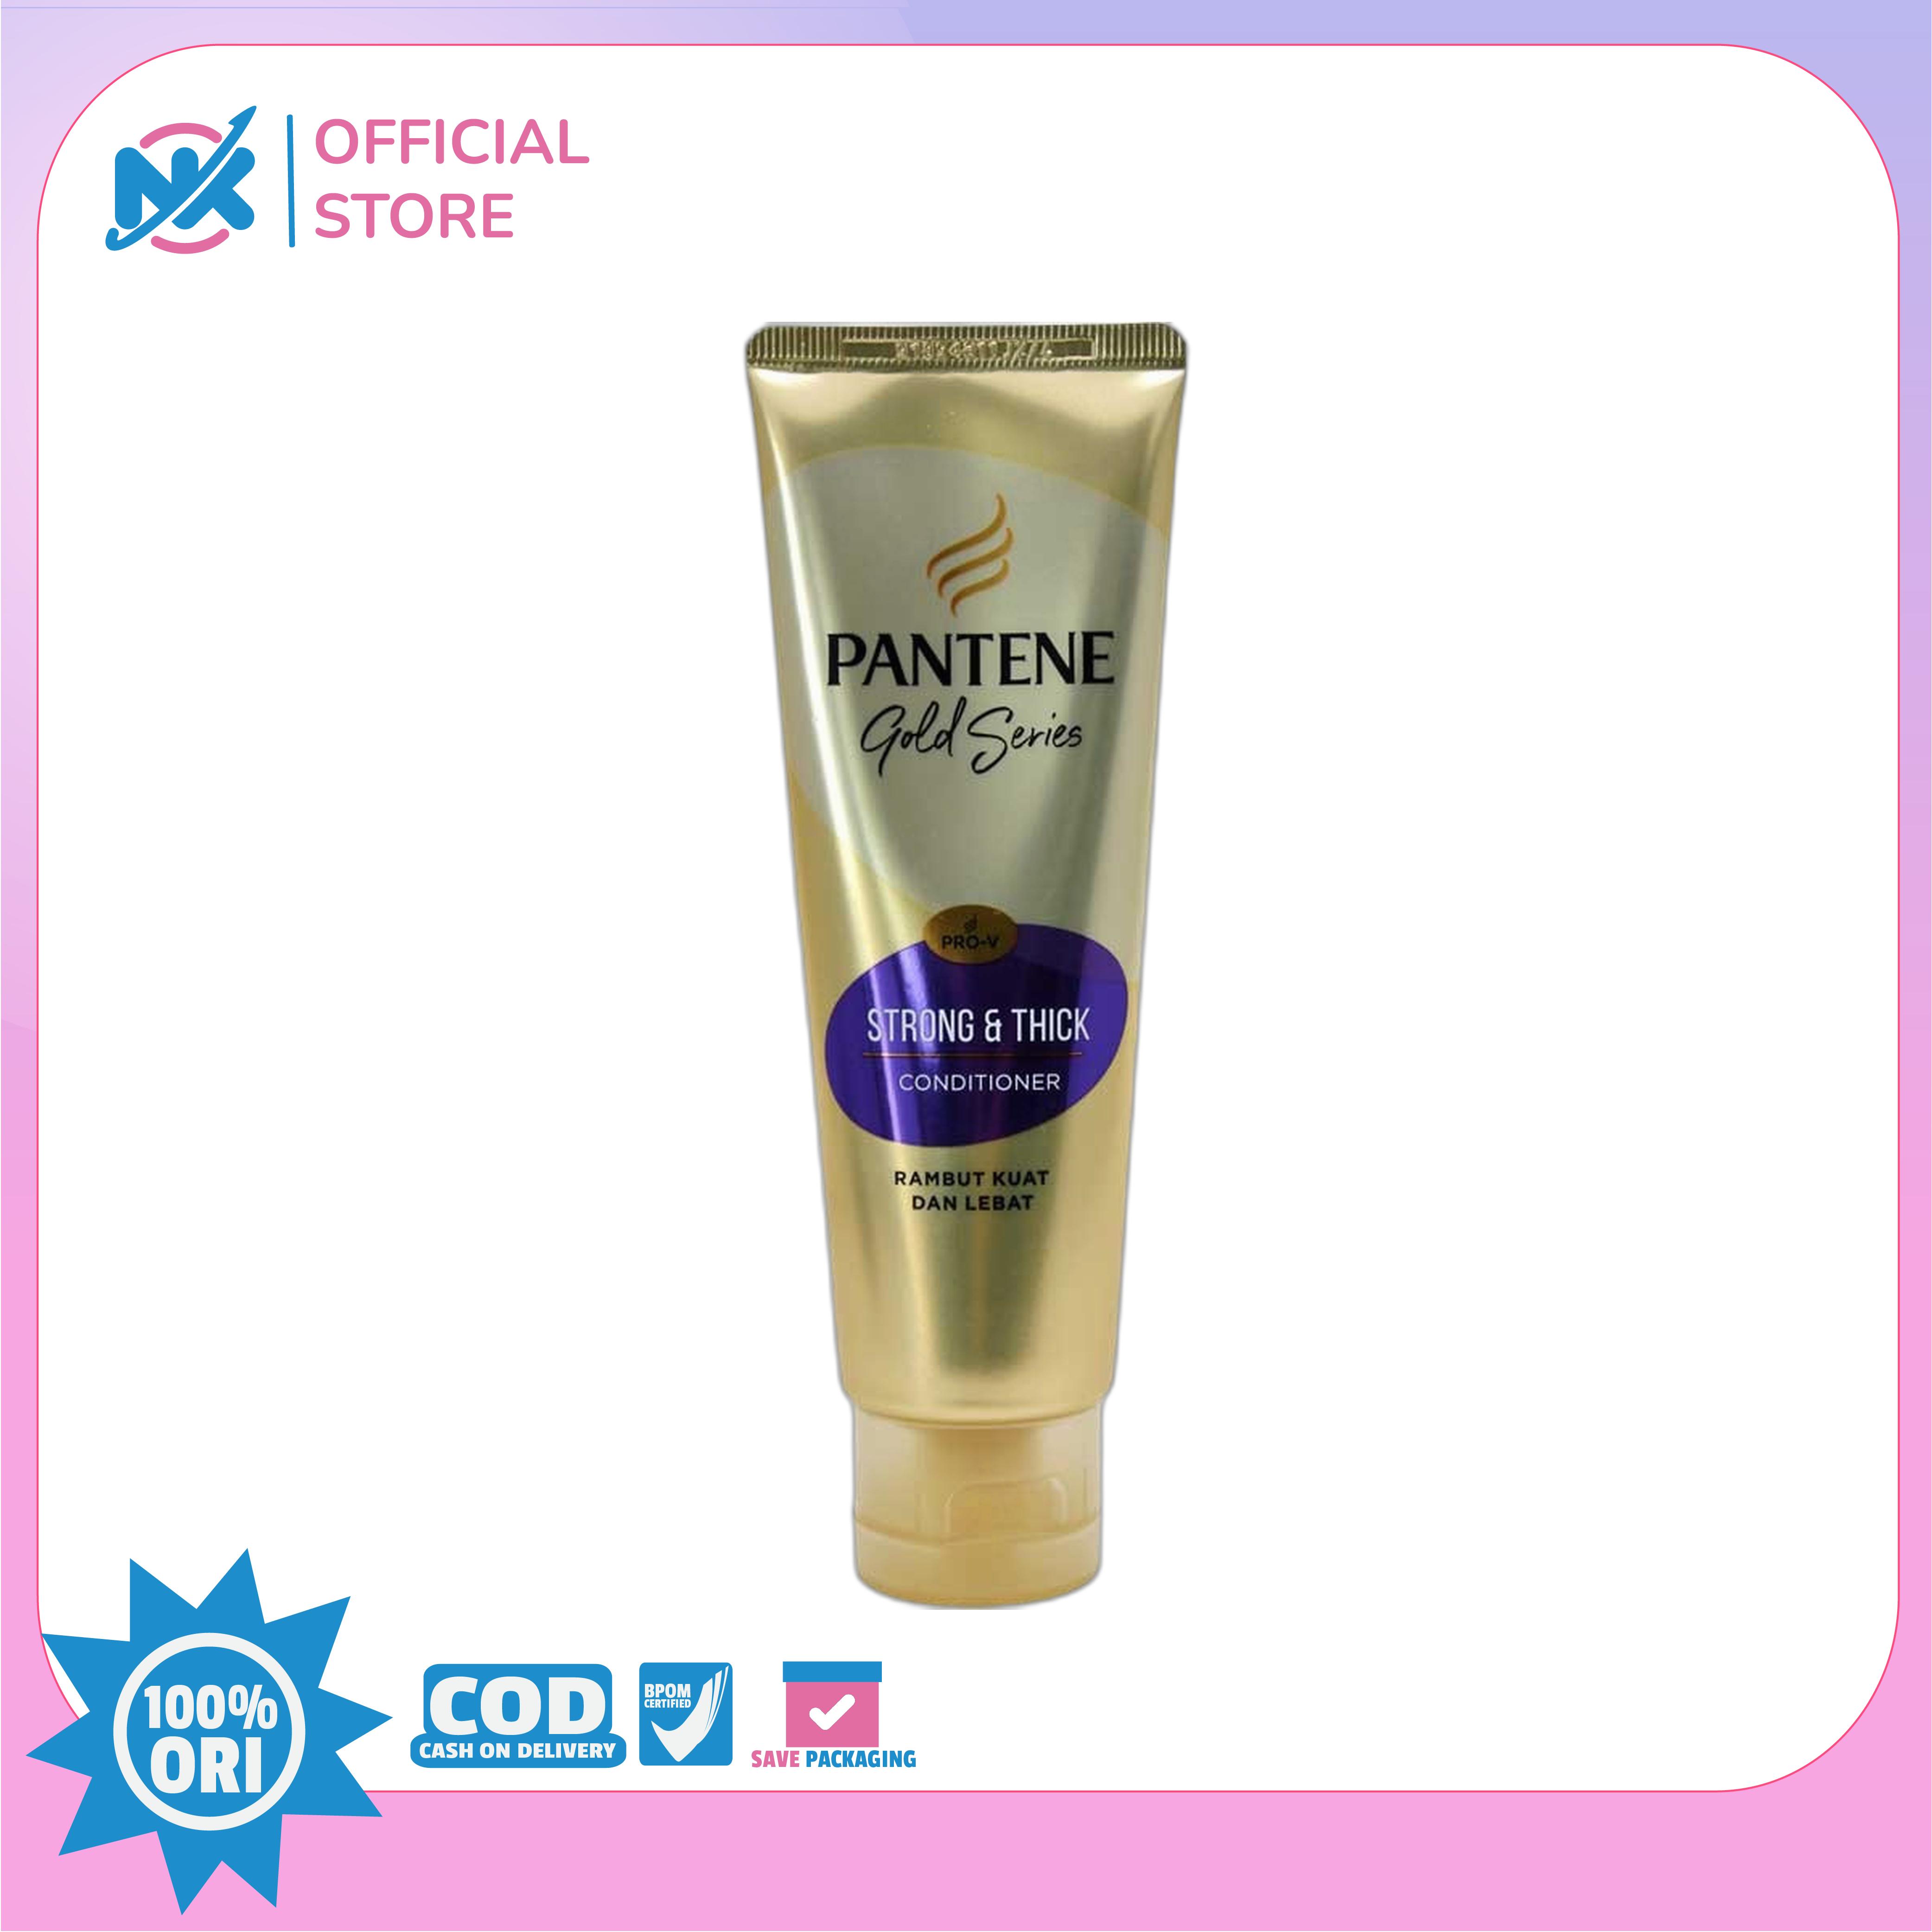 NK
OFFICIAL
STORE
PANTENE
Gold Series
PRO-V
STRONG & THICK
CONDITIONER
RAMBUT KUAT
DAN LEBAT
100%
ORI
COD
CASH ON DELIVERY
BPOM
CERTIFIED
SAVE PACKAGING